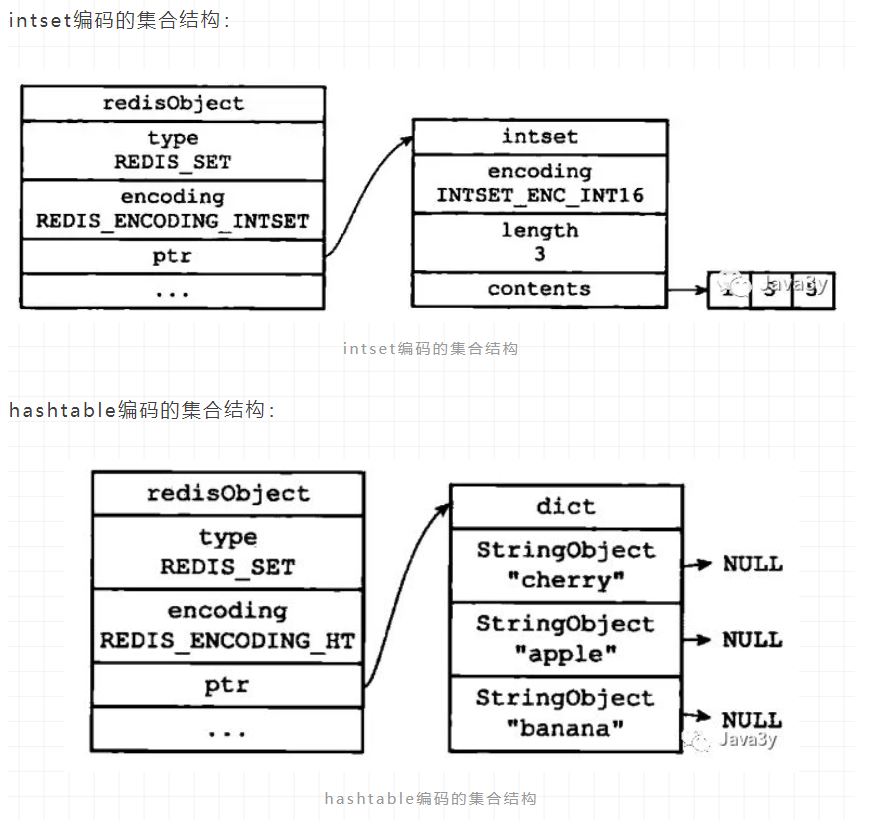 intset编码的集合结构：
redisObject
type
REDIS_SET
encoding
REDIS_ENCODING_INTSET
ptr
...
intset
encoding
INTSET_ENC_INT16
length
3
contents
Java3y
intset编码的集合结构
hashtable编码的集合结构：
redisObject
type
REDIS_SET
encoding
REDIS_ENCODING_HT
ptr
...
dict
StringObject
"cherry"
NULL
StringObject
"apple"
NULL
StringObject
"banana"
NULL
Java3y
hashtable编码的集合结构